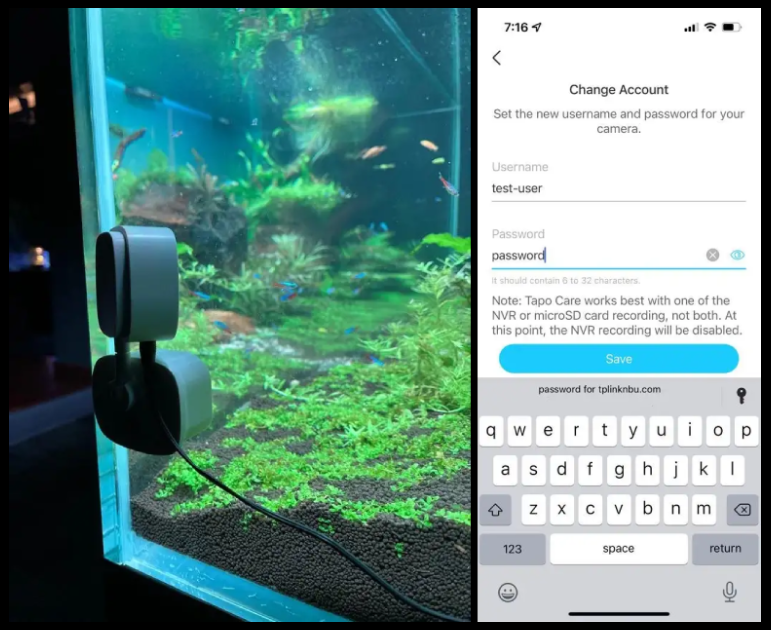 7:16
Change Account
Set the new username and password for your
camera.
Username
test-user
Password
password
It should contain 6 to 32 characters.
Note: Tapo Care works best with one of the
NVR or microSD card recording, not both. At
this point, the NVR recording will be disabled.
Save
password for tplinknbu.com
q w e r t y u i o p
a s d f g h j k l
z x c v b n m
123 space return